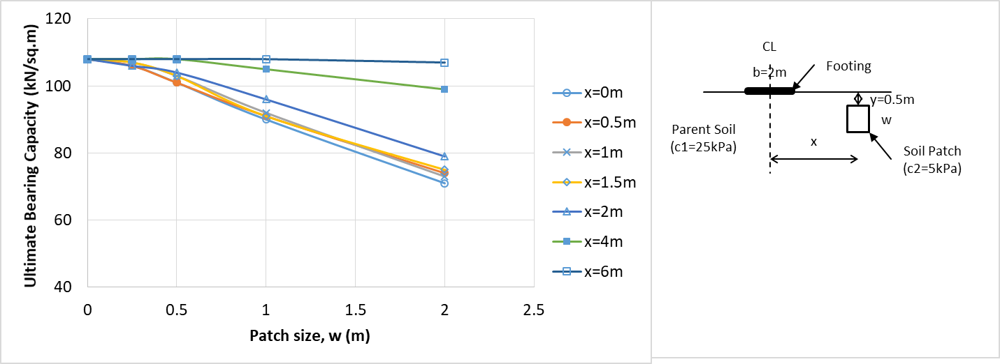 120
100
80
60
40
Ultimate Bearing Capacity (kN/sq.m)
0
0.5
1
1.5
2
2.5
Patch size, w (m)
x=0m
x=0.5m
x=1m
x=1.5m
x=2m
x=4m
x=6m
CL
b=2m
Footing
y=0.5m
w
Parent Soil
(c1=25kPa)
x
Soil Patch
(c2=5kPa)